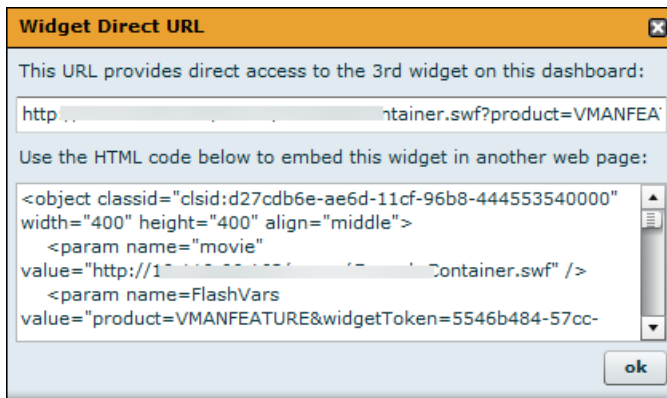 Widget Direct URL
This URL provides direct access to the 3rd widget on this dashboard:
http ntainer.swf?product=VMANFEA
Use the HTML code below to embed this widget in another web page:
<object classid="clsid:d27cdb6e-ae6d-11cf-96b8-444553540000"
width="400" height="400" align="middle">
<param name="movie"
value="http://1 Container.swf" />
<param name=FlashVars
value="product=VMANFEATURE&widgetToken=5546b484-57cc-
ok